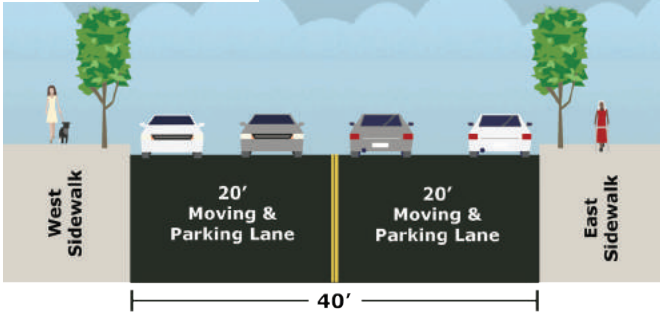 West
Sidewalk
20’
Moving &
Parking Lane
20’
Moving &
Parking Lane
East
Sidewalk
40’